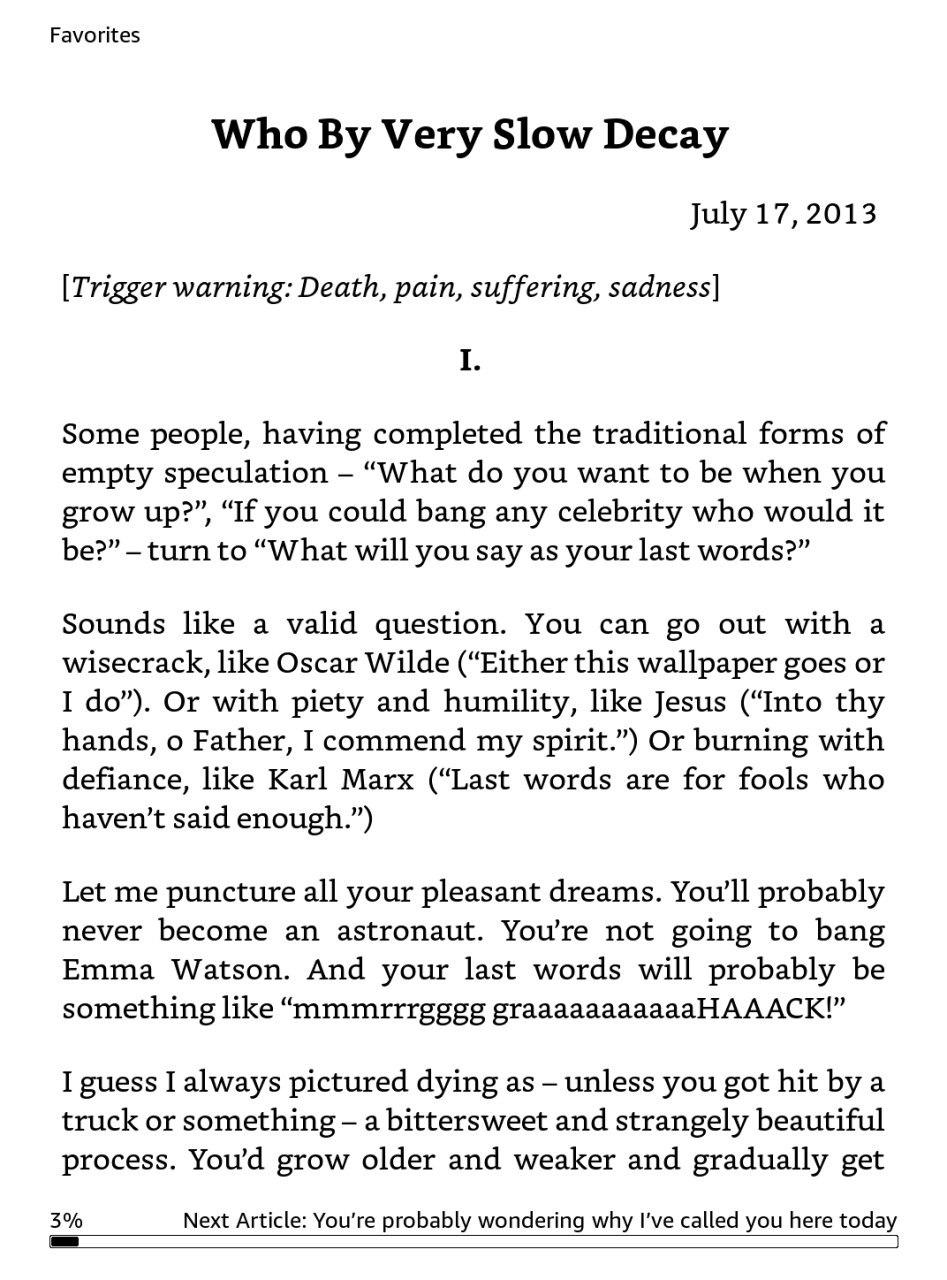 Favorites
Who By Very Slow Decay
July 17, 2013
[Trigger warning: Death, pain, suffering, sadness]
I.
Some people, having completed the traditional forms of
empty speculation – “What do you want to be when you
grow up?”, “If you could bang any celebrity who would it
be?” – turn to “What will you say as your last words?”
Sounds like a valid question. You can go out with a
wisecrack, like Oscar Wilde (“Either this wallpaper goes or
I do”). Or with piety and humility, like Jesus (“Into thy
hands, o Father, I commend my spirit.”) Or burning with
defiance, like Karl Marx (“Last words are for fools who
haven’t said enough.”)
Let me puncture all your pleasant dreams. You’ll probably
never become an astronaut. You’re not going to bang
Emma Watson. And your last words will probably be
something like “mmmrrrgggg graaaaaaaaaaaHAAACK!”
I guess I always pictured dying as – unless you got hit by a
truck or something – a bittersweet and strangely beautiful
process. You’d grow older and weaker and gradually get
3% Next Article: You’re probably wondering why I’ve called you here today